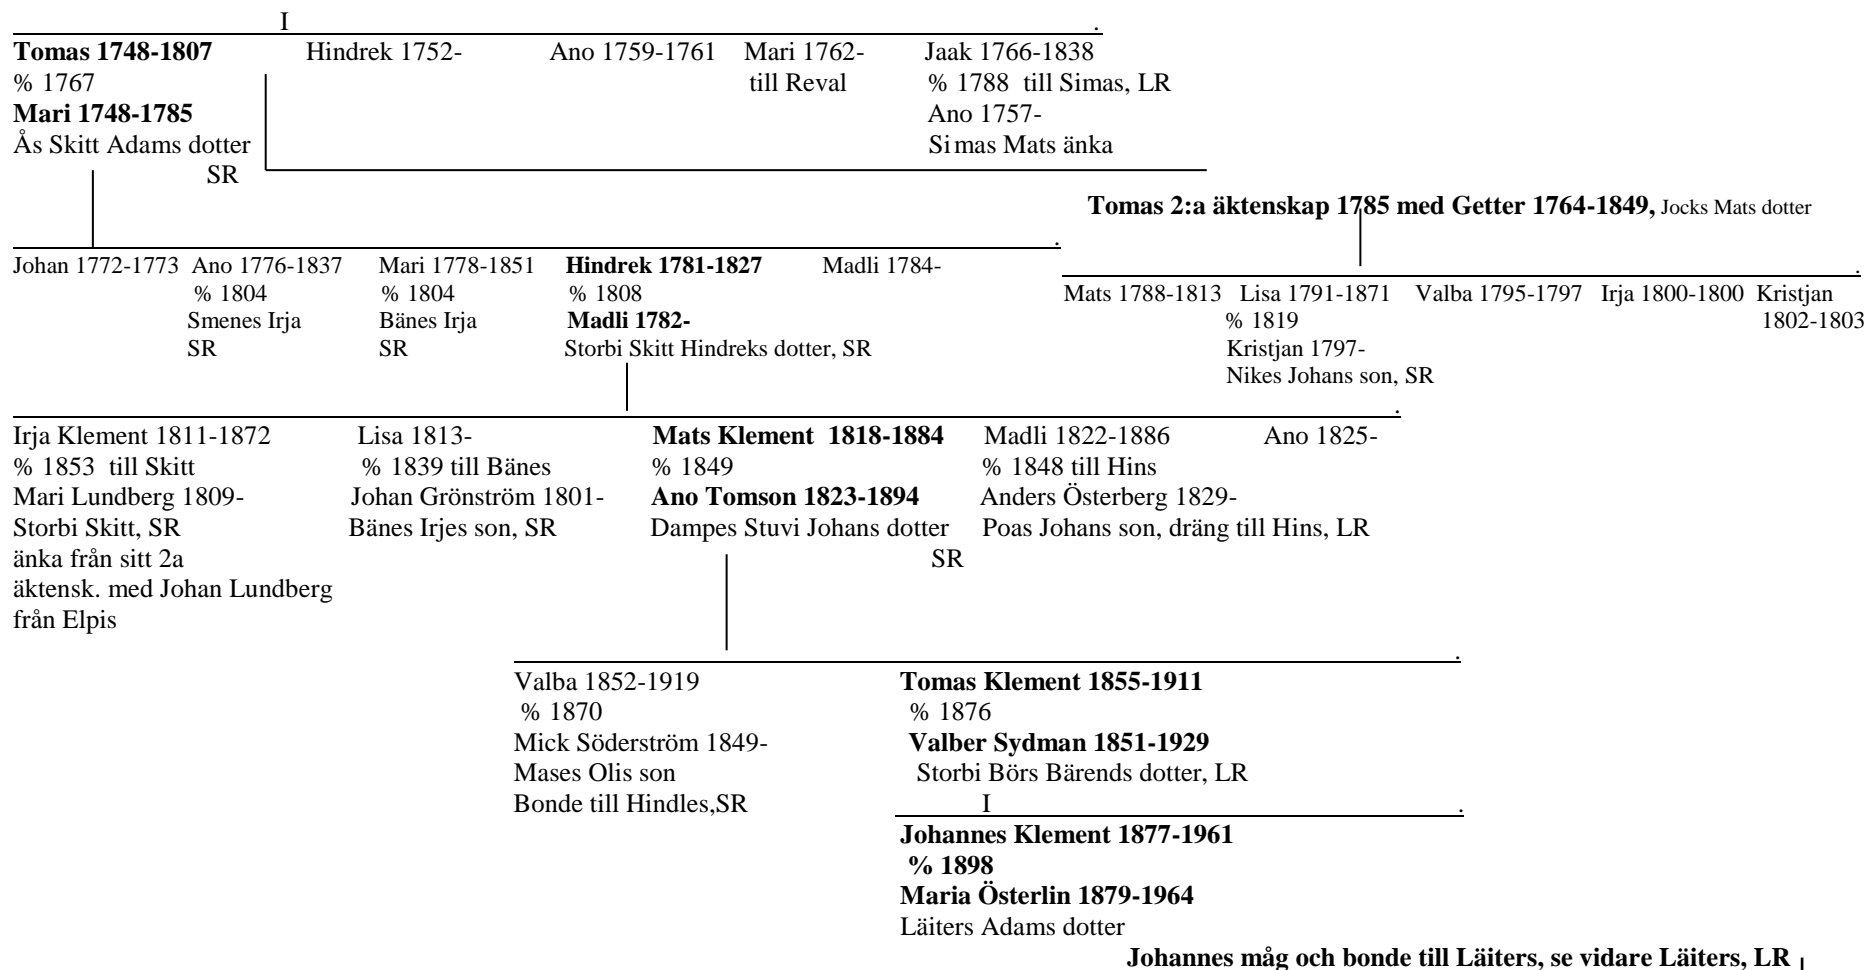 I .
Tomas 1748-1807 Hindrek 1752- Ano 1759-1761 Mari 1762- Jaak 1766-1838
% 1767 till Reval % 1788 till Simas, LR
Mari 1748-1785 Ano 1757-
Ås Skitt Adams dotter Simas Mats änka
SR
Tomas 2:a äktenskap 1785 med Getter 1764-1849, Jocks Mats dotter
.
Johan 1772-1773 Ano 1776-1837 Mari 1778-1851 Hindrek 1781-1827 Madli 1784- .
% 1804 % 1804 % 1808 Mats 1788-1813 Lisa 1791-1871 Valba 1795-1797 Irja 1800-1800 Kristjan
Smenes Irja Bänes Irja Madli 1782- % 1819 1802-1803
SR SR Storbi Skitt Hindreks dotter, SR Kristjan 1797-
Nikes Johans son, SR
.
Irja Klement 1811-1872 Lisa 1813- Mats Klement 1818-1884 Madli 1822-1886 Ano 1825-
% 1853 till Skitt % 1839 till Bänes % 1849 % 1848 till Hins
Mari Lundberg 1809- Johan Grönström 1801- Ano Tomson 1823-1894 Anders Österberg 1829-
Storbi Skitt, SR Bänes Irjes son, SR Dampes Stuvi Johans dotter Poas Johans son, dräng till Hins, LR
änka från sitt 2a SR
äktensk. med Johan Lundberg
från Elpis
.
Valba 1852-1919 Tomas Klement 1855-1911
% 1870 % 1876
Mick Söderström 1849- Valber Sydman 1851-1929
Mases Olis son Storbi Börs Bärends dotter, LR
Bonde till Hindles,SR I .
Johannes Klement 1877-1961
% 1898
Maria Österlin 1879-1964
Läiters Adams dotter
Johannes måg och bonde till Läiters, se vidare Läiters, LR